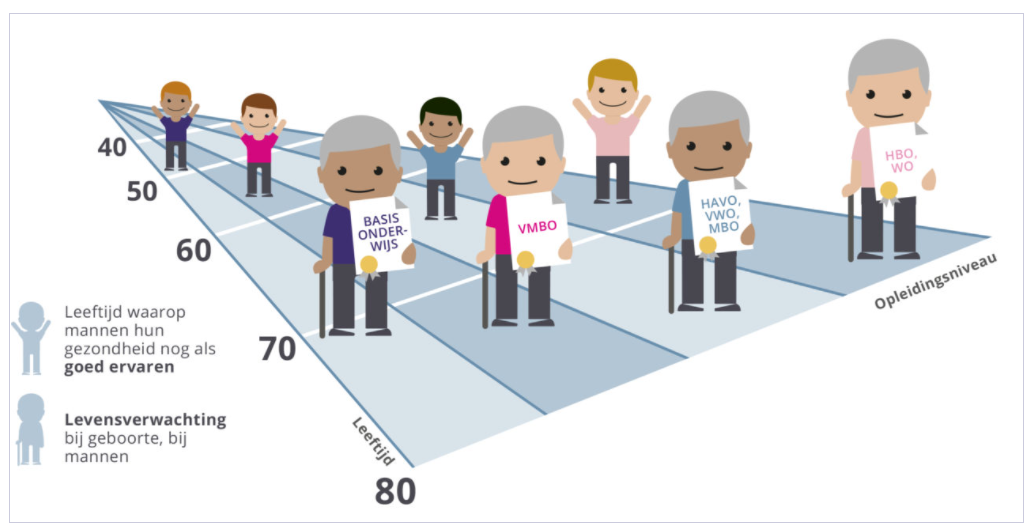 40
50
60
70
80
Leeftijd
Opleidingsniveau
BASIS
ONDER-
WIJS
VMBO
HAVO,
VWO,
MBO
HBO,
WO
Leeftijd waarop
mannen hun
gezondheid nog als
goed ervaren
Levensverwachting
bij geboorte, bij
mannen